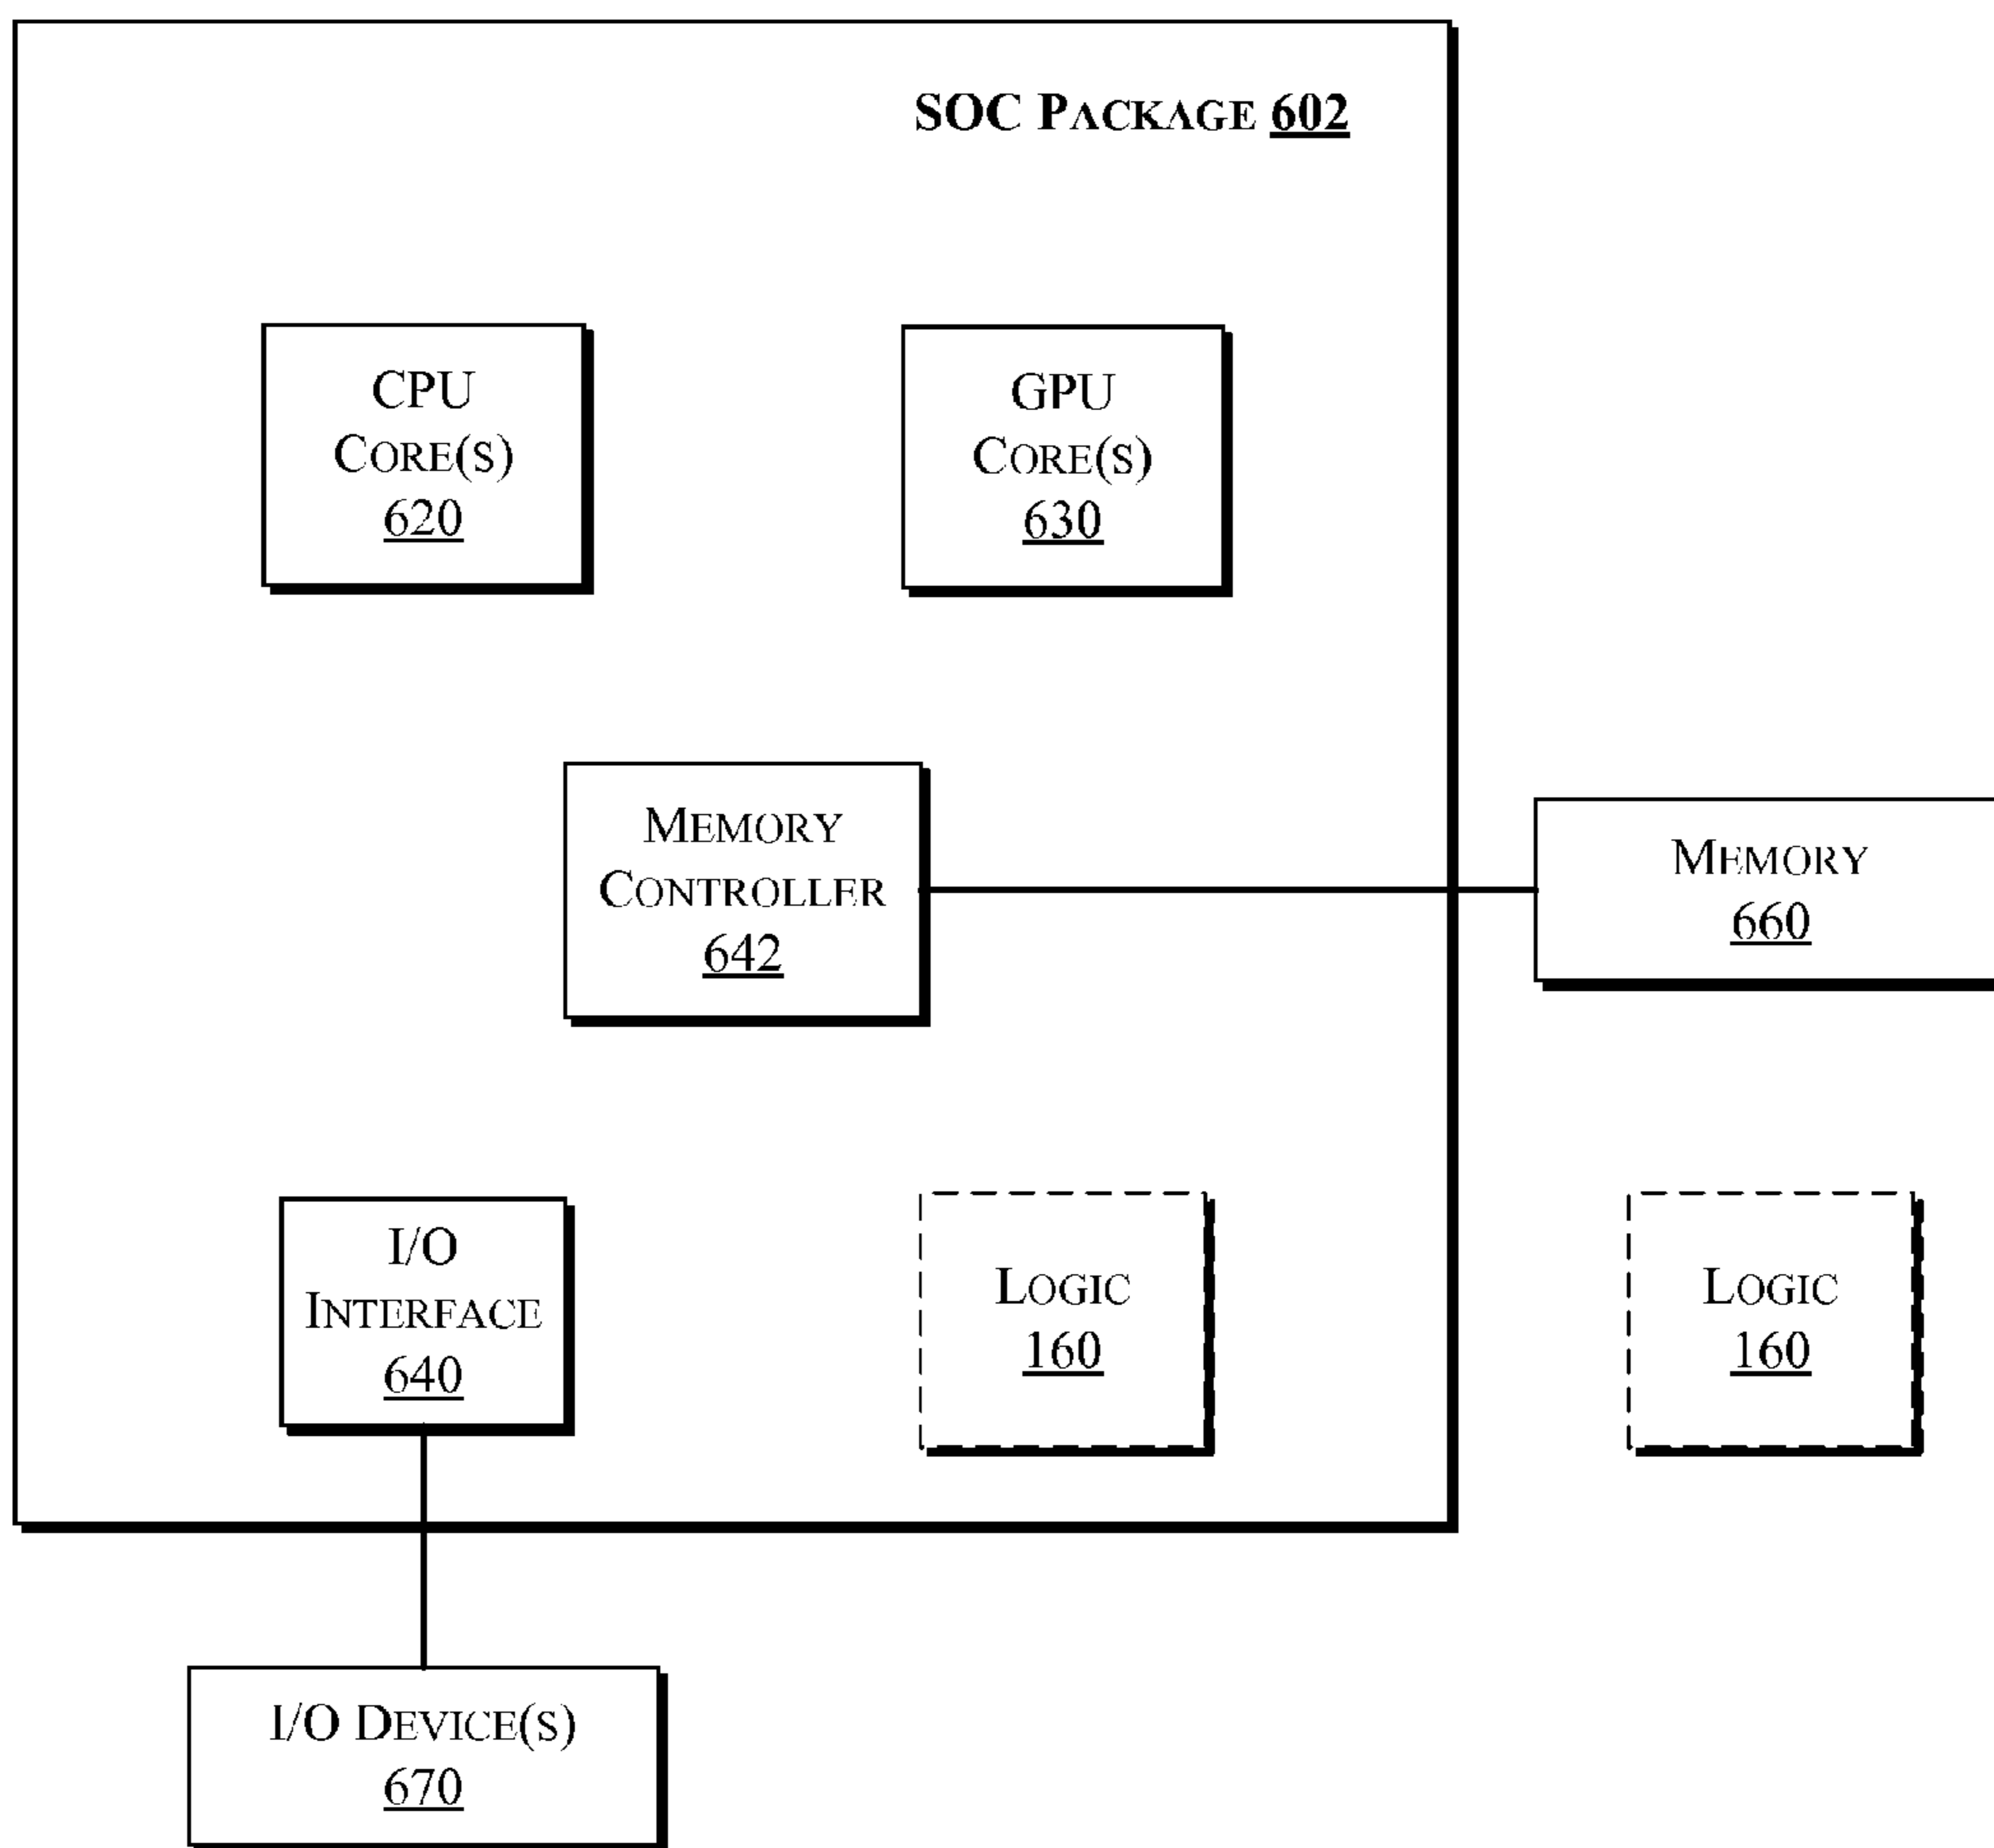 SOC PACKAGE 602
CPU
CORE(S)
620
GPU
CORE(S)
630
MEMORY
CONTROLLER
642
MEMORY
660
I/O
INTERFACE
640
LOGIC
160
LOGIC
160
I/O DEVICE(S)
670